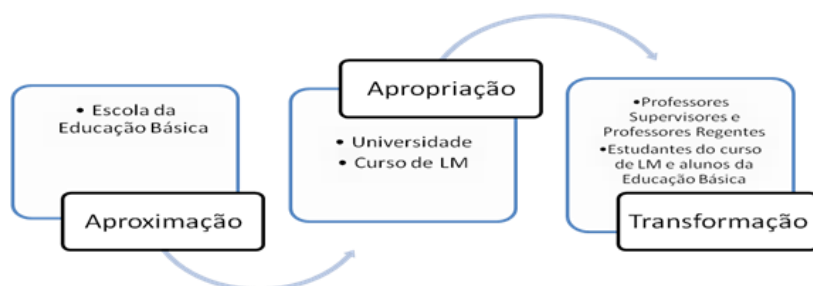 • Escola da
Educação Básica
Aproximação
Apropriação
• Universidade
• Curso de LM
•Professores
Supervisores e
Professores Regentes
•Estudantes do curso
de LM e alunos da
Educação Básica
Transformação